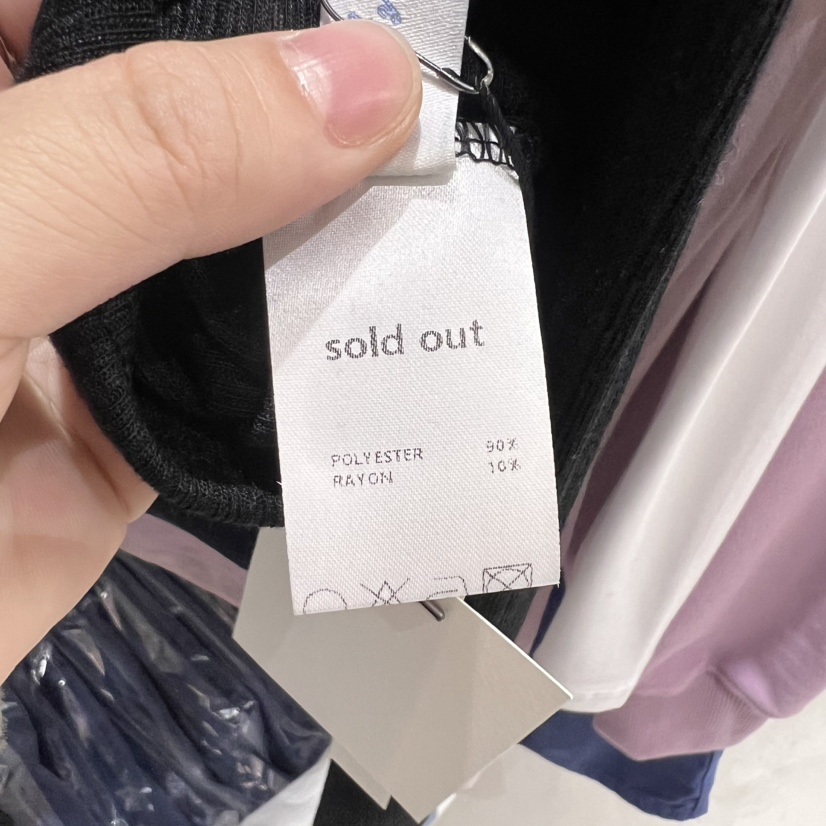 sold out
POLYESTER 90%
RAYON 10%